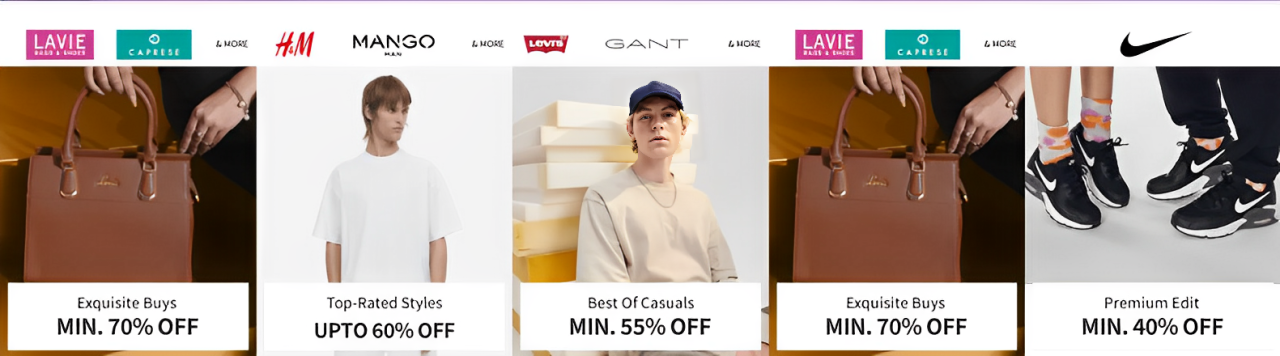 LAVIE
BAGS & SHOES
CAPRESE
& MORE
Exquisite Buys
MIN. 70% OFF
H&M
MANGO
MAN
& MORE
Top-Rated Styles
UPTO 60% OFF
LEVI'S
GANT
& MORE
Best Of Casuals
MIN. 55% OFF
LAVIE
BAGS & SHOES
CAPRESE
& MORE
Exquisite Buys
MIN. 70% OFF
Premium Edit
MIN. 40% OFF